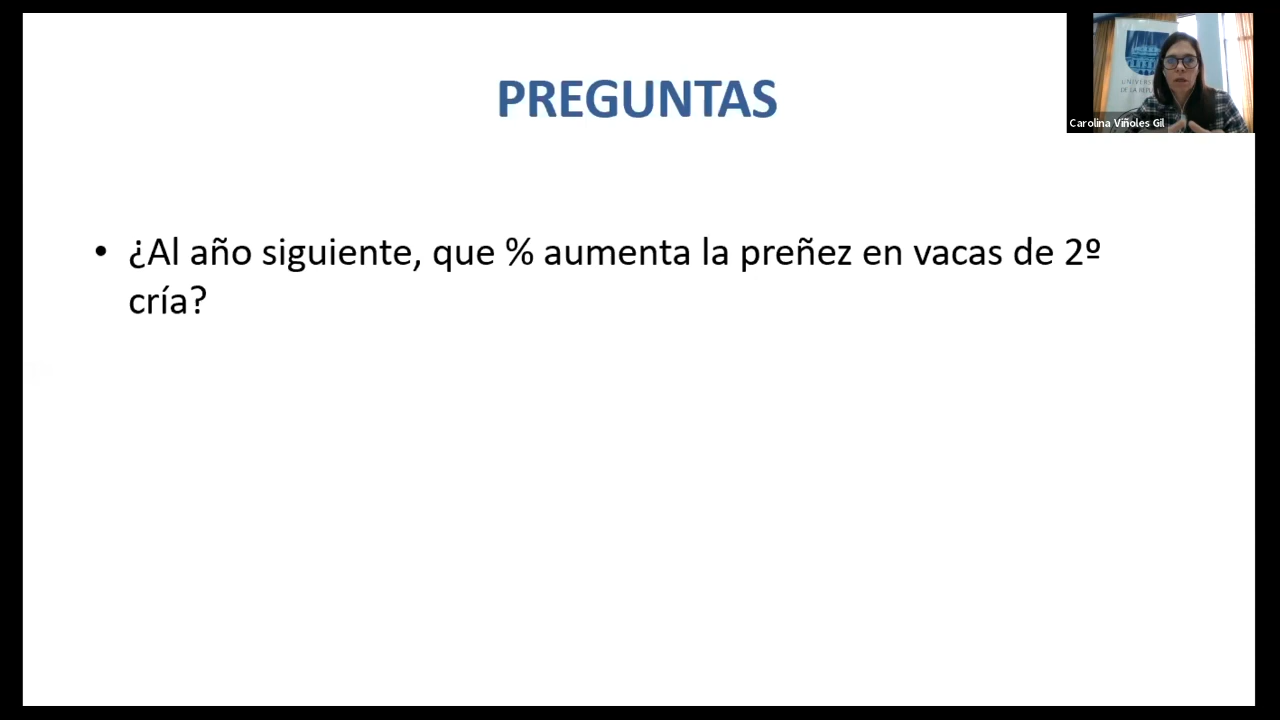 PREGUNTAS
• ¿Al año siguiente, que % aumenta la preñez en vacas de 2º
cría?
Carolina Viñoles Gil